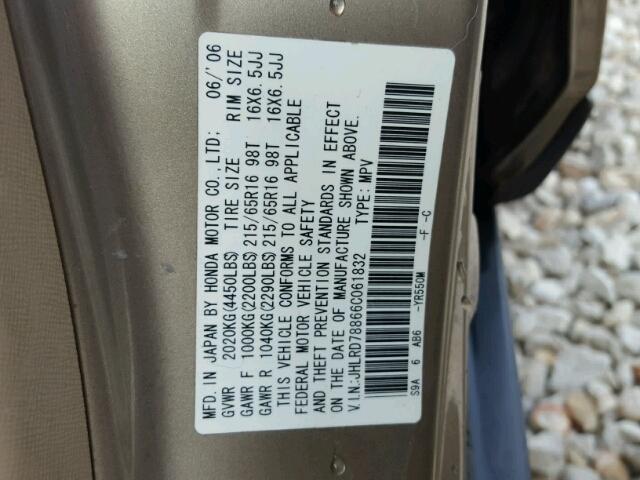 MFD. IN JAPAN BY HONDA MOTOR CO., LTD; 06/'06
GVWR 2020KG(4450LBS) TIRE SIZE RIM SIZE
GAWR F 1000KG(2200LBS) 215/65R16 98T 16X6.5JJ
GAWR R 1040KG(2290LBS) 215/65R16 98T 16X6.5JJ
THIS VEHICLE CONFORMS TO ALL APPLICABLE
FEDERAL MOTOR VEHICLE SAFETY
AND THEFT PREVENTION STANDARDS IN EFFECT
ON THE DATE OF MANUFACTURE SHOWN ABOVE.
V.I.N:JHLRD78866C061832 TYPE: MPV
S9A 6 AB6 -YR550M -F -C